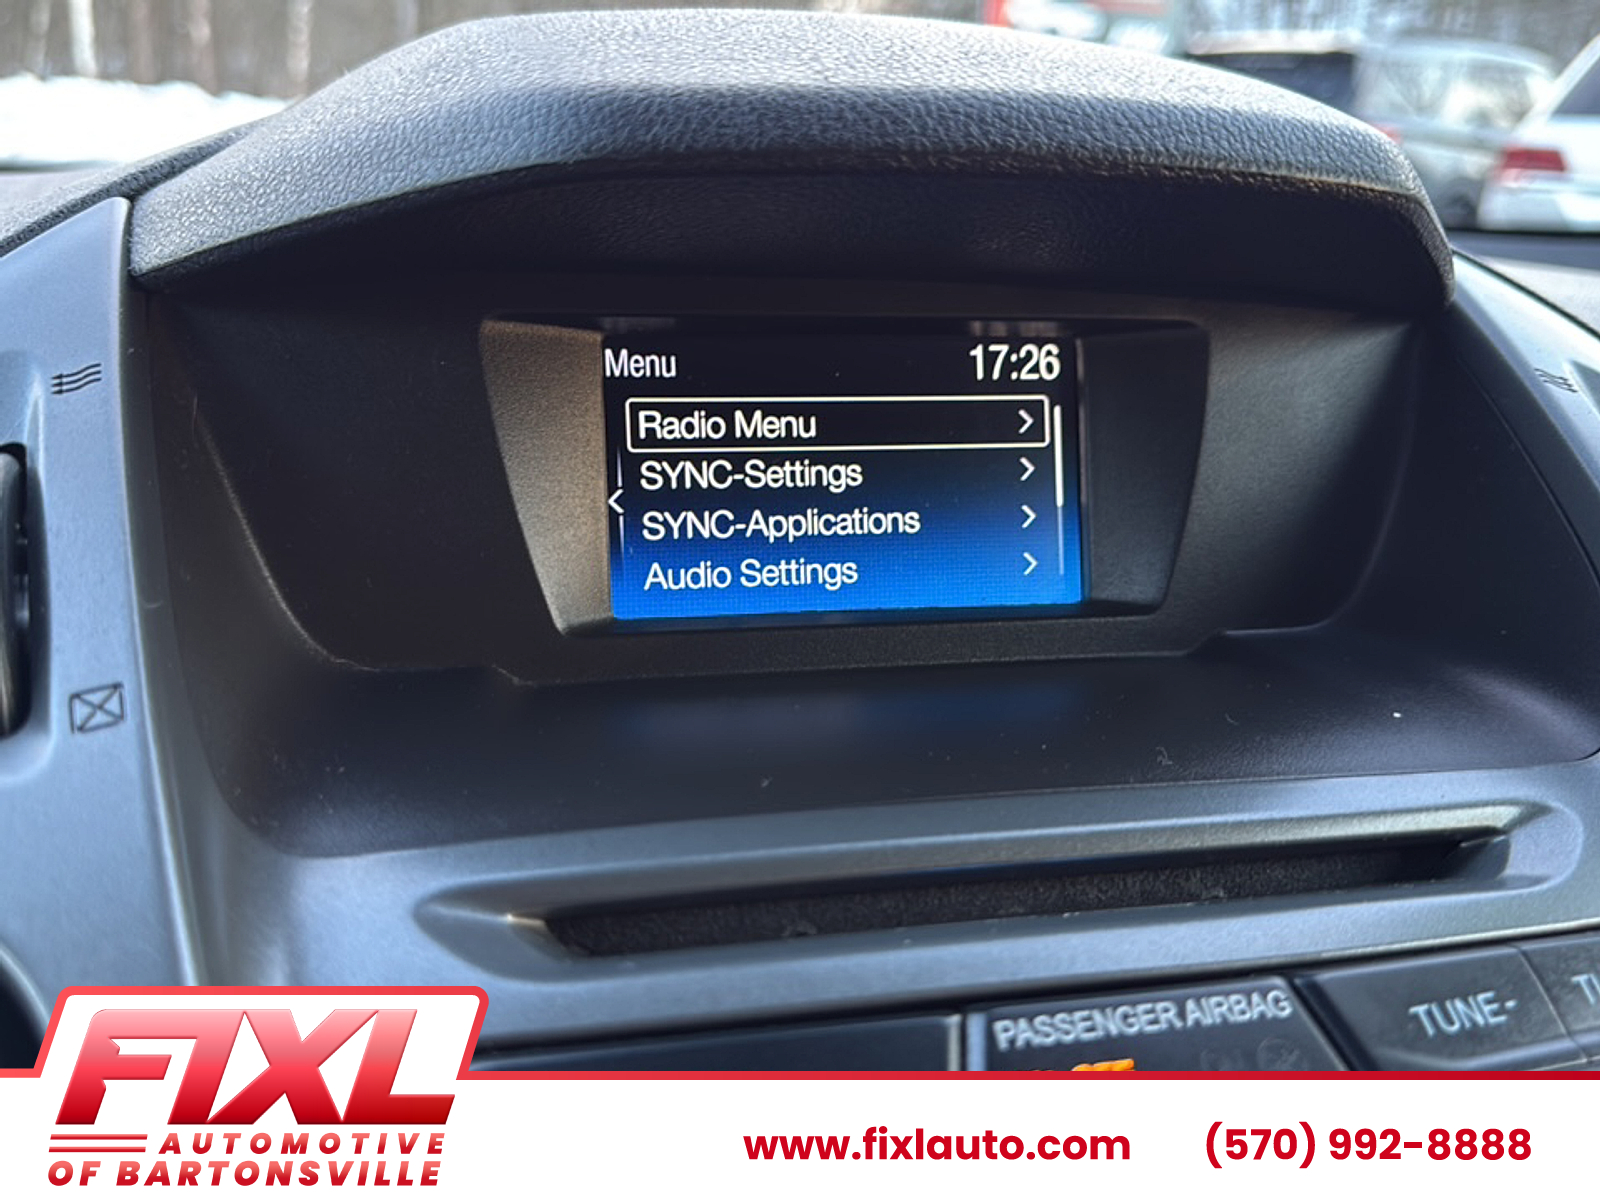 Menu 17:26
Radio Menu
SYNC-Settings
SYNC-Applications
Audio Settings
PASSENGER AIRBAG
TUNE-
FIXL
AUTOMOTIVE
OF BARTONSVILLE
www.fixlauto.com (570) 992-8888